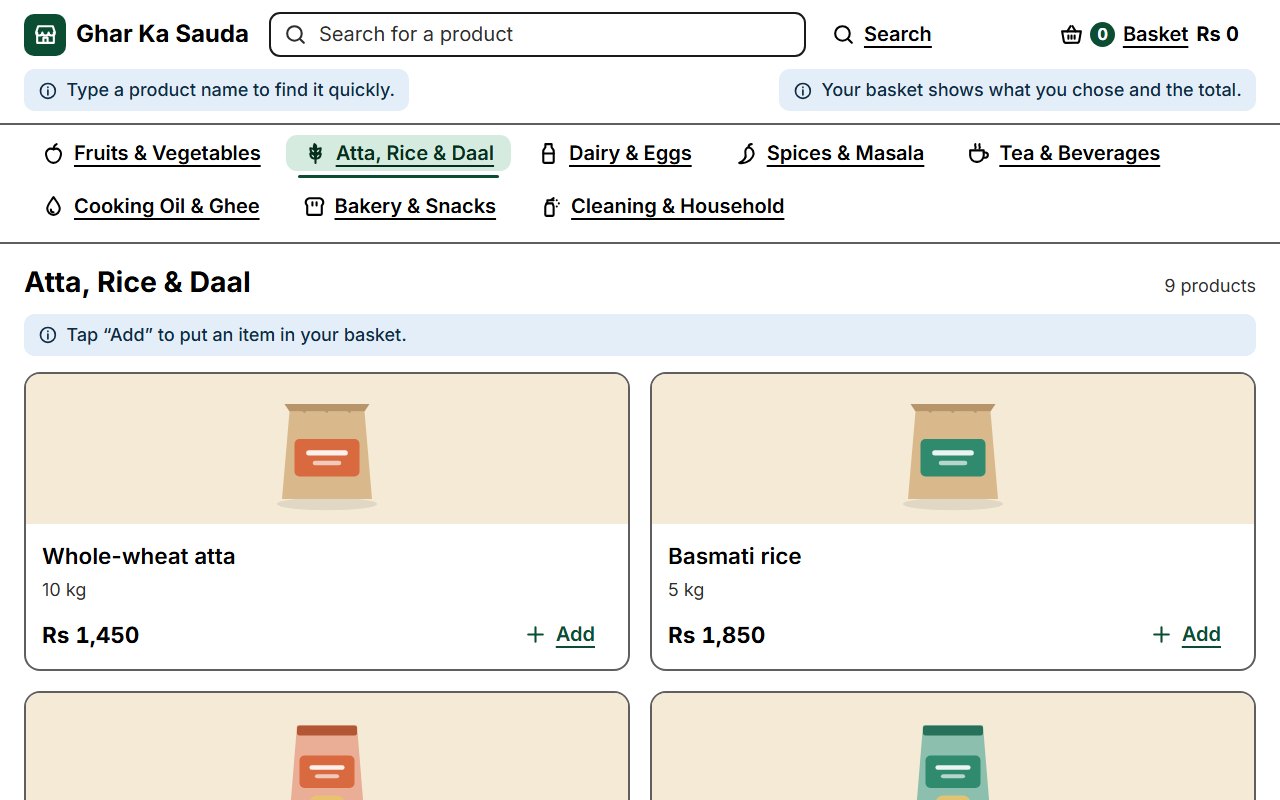 Ghar Ka Sauda
Search for a product
Search
0 Basket Rs 0
Type a product name to find it quickly.
Your basket shows what you chose and the total.
Fruits & Vegetables
Atta, Rice & Daal
Dairy & Eggs
Spices & Masala
Tea & Beverages
Cooking Oil & Ghee
Bakery & Snacks
Cleaning & Household
Atta, Rice & Daal
9 products
Tap “Add” to put an item in your basket.
Whole-wheat atta
10 kg
Rs 1,450
Add
Basmati rice
5 kg
Rs 1,850
Add